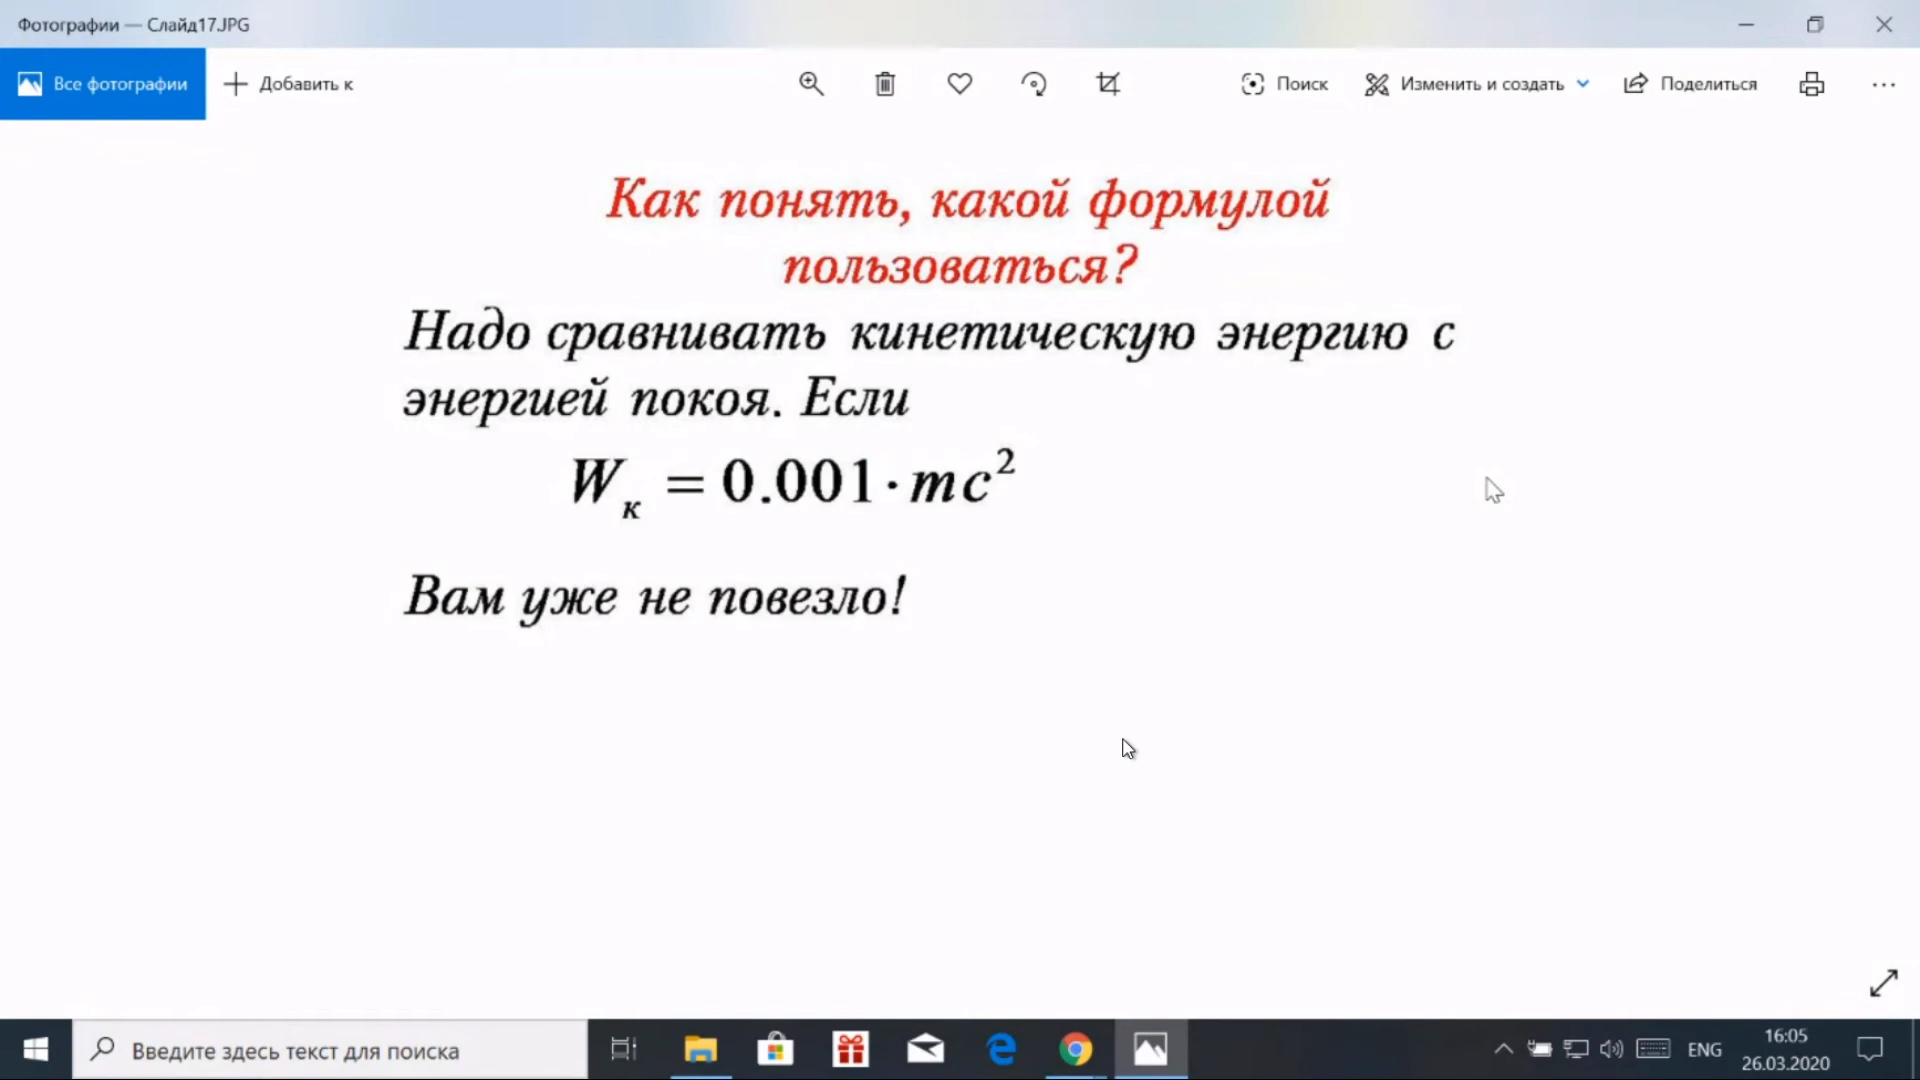 Фотографии — Слайд17.JPG
Все фотографии
Добавить к
Поиск
Изменить и создать
Поделиться
Как понять, какой формулой
пользоваться?
Надо сравнивать кинетическую энергию с
энергией покоя. Если
Wк = 0.001·mc²
Вам уже не повезло!
Введите здесь текст для поиска
ENG
16:05
26.03.2020